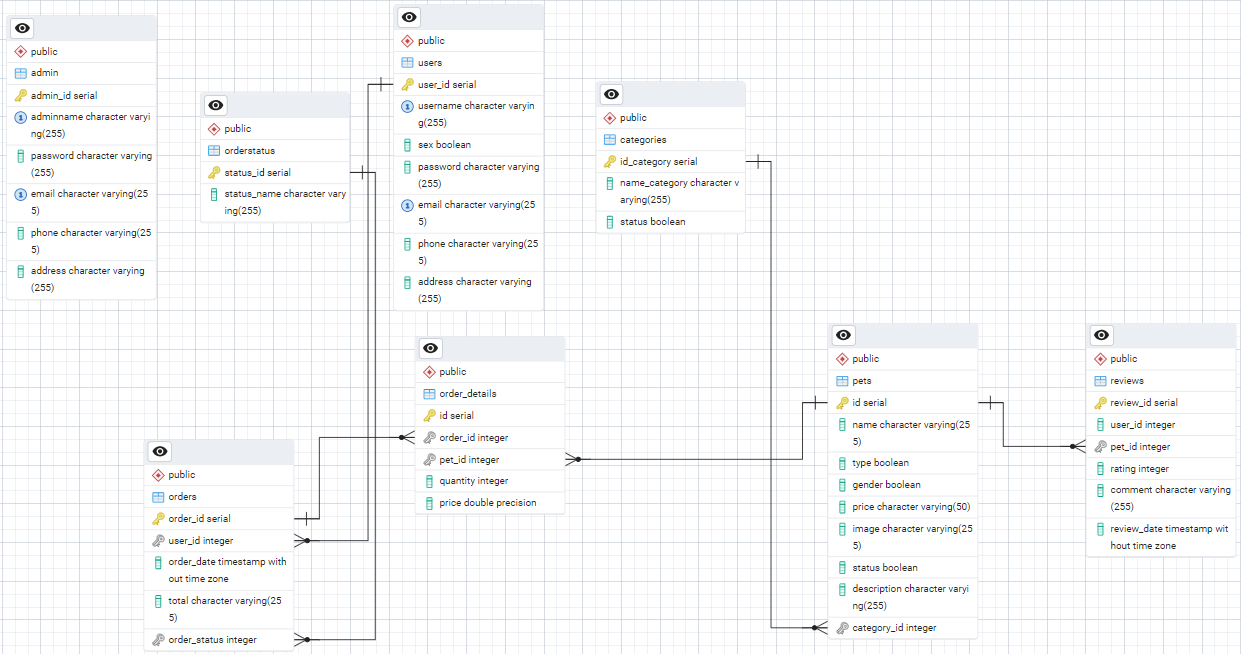 public
admin
admin_id serial
adminname character varyi
ng(255)
password character varying
(255)
email character varying(25
5)
phone character varying(25
5)
address character varying
(255)
public
orderstatus
status_id serial
status_name character vary
ing(255)
public
users
user_id serial
username character varyin
g(255)
sex boolean
password character varying
(255)
email character varying(25
5)
phone character varying(25
5)
address character varying
(255)
public
categories
id_category serial
name_category character v
arying(255)
status boolean
public
order_details
id serial
order_id integer
pet_id integer
quantity integer
price double precision
public
orders
order_id serial
user_id integer
order_date timestamp with
out time zone
total character varying(25
5)
order_status integer
public
pets
id serial
name character varying(25
5)
type boolean
gender boolean
price character varying(50)
image character varying(25
5)
status boolean
description character varyi
ng(255)
category_id integer
public
reviews
review_id serial
user_id integer
pet_id integer
rating integer
comment character varying
(255)
review_date timestamp wit
hout time zone